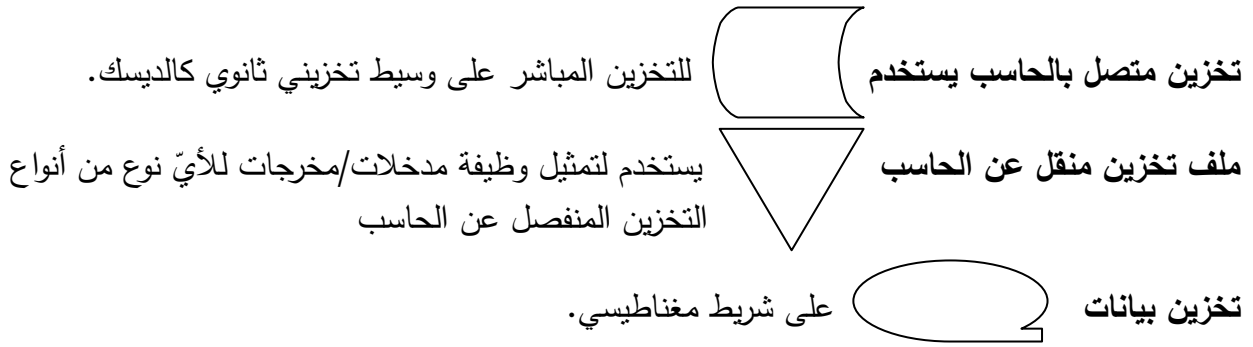 تخزين متصل بالحاسب يستخدم للتخزين المباشر على وسيط تخزيني ثانوي كالديسك.
ملف تخزين منقل عن الحاسب يستخدم لتمثيل وظيفة مدخلات/مخرجات للأيّ نوع من أنواع
التخزين المنفصل عن الحاسب
تخزين بيانات على شريط مغناطيسي.